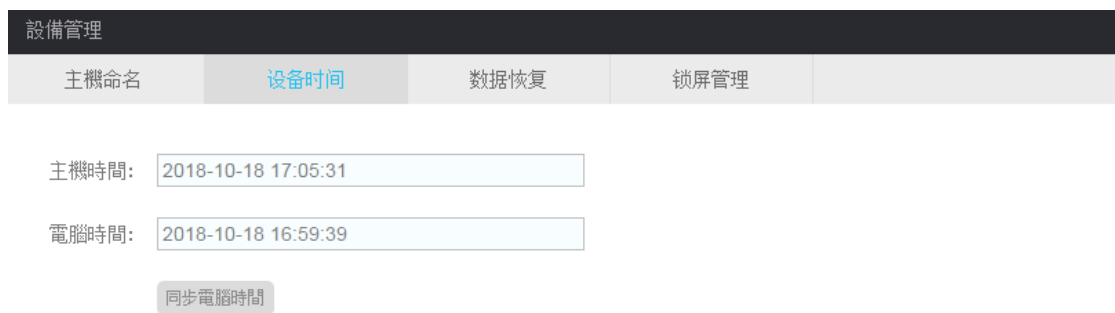 設備管理
主機命名 设备时间 数据恢复 锁屏管理
主機時間: 2018-10-18 17:05:31
電腦時間: 2018-10-18 16:59:39
同步電腦時間